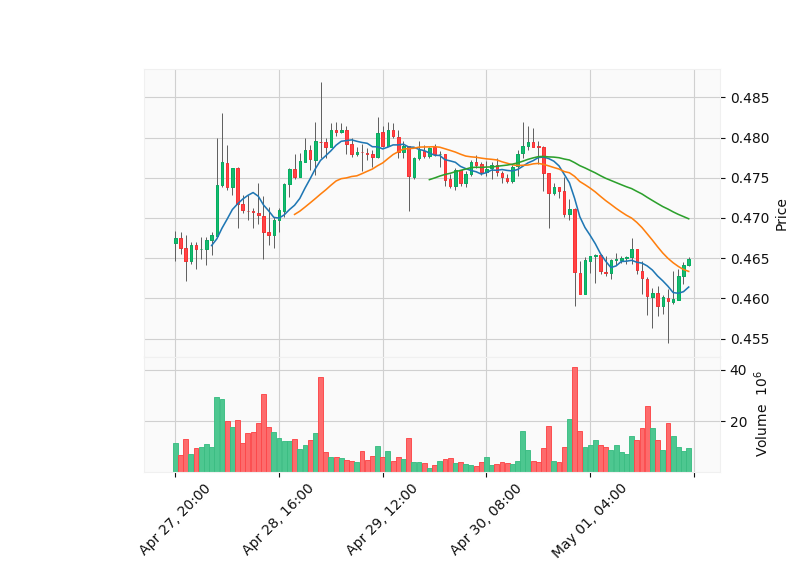 0.485
0.480
0.475
0.470
0.465
0.460
0.455
Price
40
20
Volume 10^6
Apr 27, 20:00
Apr 28, 16:00
Apr 29, 12:00
Apr 30, 08:00
May 01, 04:00